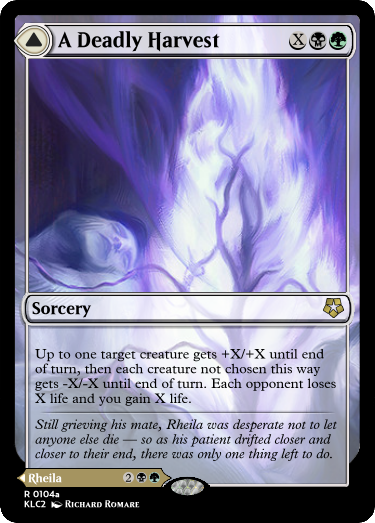 A Deadly Harvest X
Sorcery
Up to one target creature gets +X/+X until end
of turn, then each creature not chosen this way
gets -X/-X until end of turn. Each opponent loses
X life and you gain X life.
Still grieving his mate, Rheila was desperate not to let
anyone else die — so as his patient drifted closer and
closer to their end, there was only one thing left to do.
Rheila 2
R 0104a
KLC2 Richard Romare